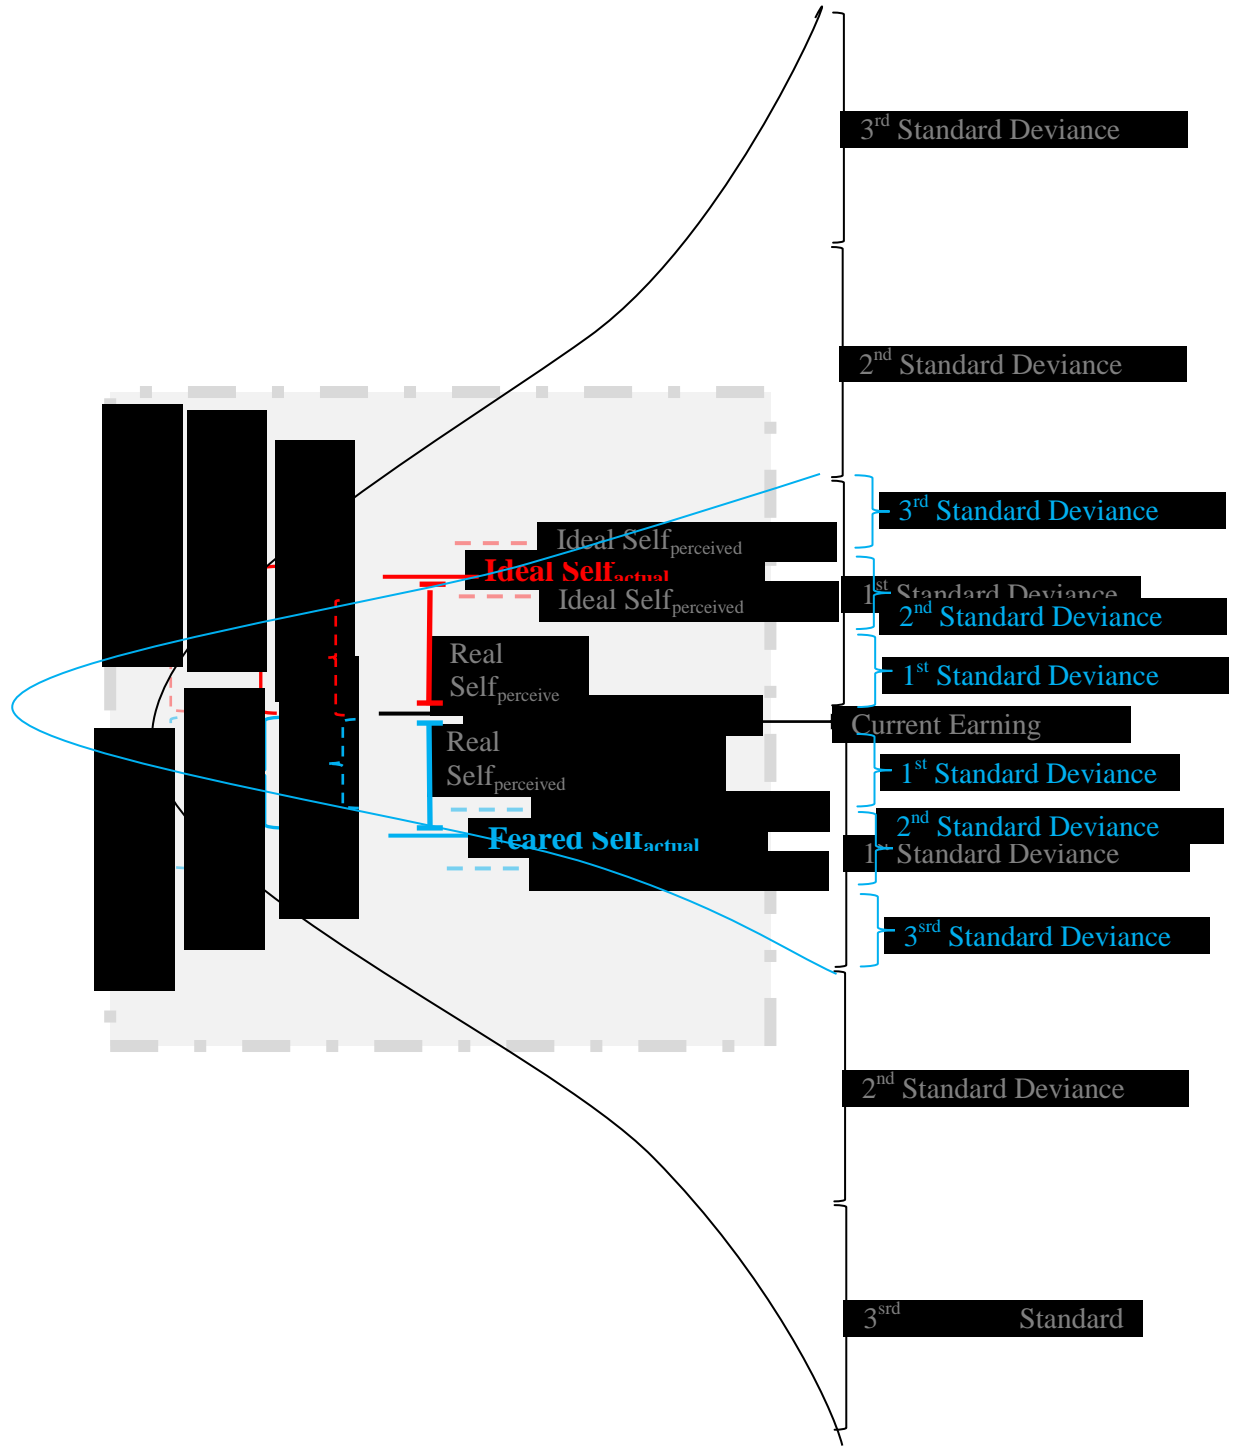 3rd Standard Deviance
2nd Standard Deviance
3rd Standard Deviance
Ideal Selfperceived
Ideal Selfactual
Ideal Selfperceived
1st Standard Deviance
2nd Standard Deviance
Real
Selfperceive
1st Standard Deviance
Current Earning
Real
Selfperceived
1st Standard Deviance
2nd Standard Deviance
Feared Selfactual
1st Standard Deviance
3srd Standard Deviance
2nd Standard Deviance
3srd Standard